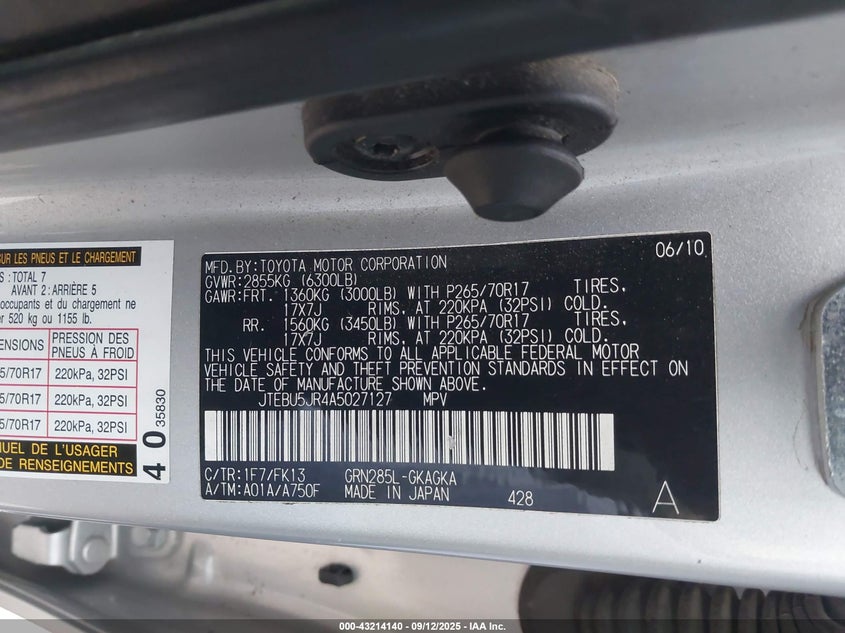 SUR LES PNEUS ET LE CHARGEMENT
: TOTAL 7
AVANT 2: ARRIÈRE 5
occupants et du chargement ne
er 520 kg ou 1155 lb.
ENSIONS PRESSION DES PNEUS À FROID
5/70R17 220kPa, 32PSI
5/70R17 220kPa, 32PSI
5/70R17 220kPa, 32PSI
NUEL DE L'USAGER
DE RENSEIGNEMENTS
4 0 35830
06/10
MFD.BY:TOYOTA MOTOR CORPORATION
GVWR:2855KG (6300LB)
GAWR:FRT. 1360KG (3000LB) WITH P265/70R17 TIRES,
17X7J RIMS, AT 220KPA (32PSI) COLD.
RR. 1560KG (3450LB) WITH P265/70R17 TIRES,
17X7J RIMS, AT 220KPA (32PSI) COLD.
THIS VEHICLE CONFORMS TO ALL APPLICABLE FEDERAL MOTOR
VEHICLE SAFETY AND THEFT PREVENTION STANDARDS IN EFFECT ON
THE DATE OF MANUFACTURE SHOWN ABOVE.
JTEBU5JR4A5027127 MPV
C/TR:1F7/FK13 GRN285L-GKAGKA
A/TM:A01A/A750F MADE IN JAPAN 428
A
000-43214140 - 09/12/2025 - IAA Inc.